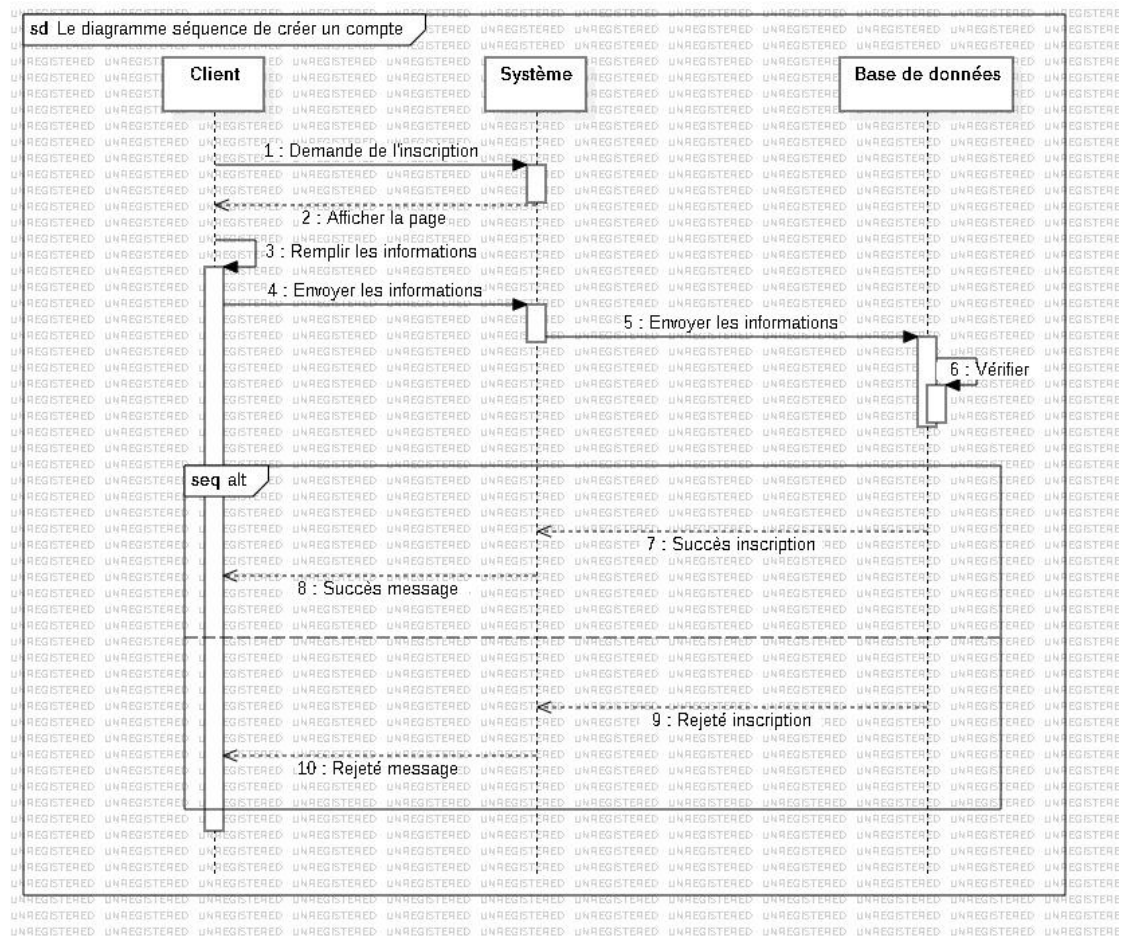 sd Le diagramme séquence de créer un compte
Client
Système
Base de données
1 : Demande de l'inscription
2 : Afficher la page
3 : Remplir les informations
4 : Envoyer les informations
5 : Envoyer les informations
6 : Vérifier
seq alt
7 : Succès inscription
8 : Succès message
9 : Rejeté inscription
10 : Rejeté message
UNREGISTERED